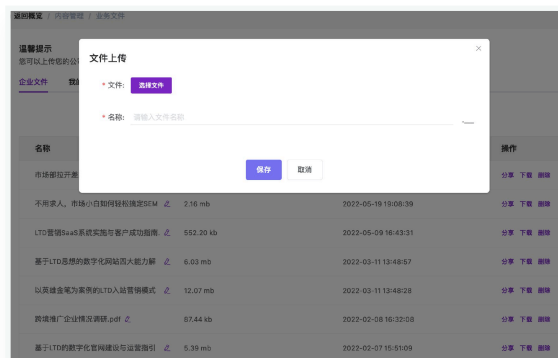 返回概览 / 内容管理 / 业务文件
温馨提示
您可以上传您的公
企业文件 我的
文件上传
* 文件: 选择文件
* 名称: 请输入文件名称
保存 取消
名称 操作
市场部拉开差 分享 下载 删除
不用求人，市场小白如何轻松搞定SEM 2.16 mb 2022-05-19 19:08:39 分享 下载 删除
LTD营销SaaS系统实施与客户成功指南. 552.20 kb 2022-05-09 16:43:31 分享 下载 删除
基于LTD思想的数字化网站四大能力解 6.03 mb 2022-03-11 13:48:57 分享 下载 删除
以英雄金笔为案例的LTD入站营销模式 12.07 mb 2022-03-11 13:48:28 分享 下载 删除
跨境推广企业情况调研.pdf 67.44 kb 2022-02-08 16:32:08 分享 下载 删除
基于LTD的数字化官网建设与运营指引 5.39 mb 2022-02-07 15:51:09 分享 下载 删除